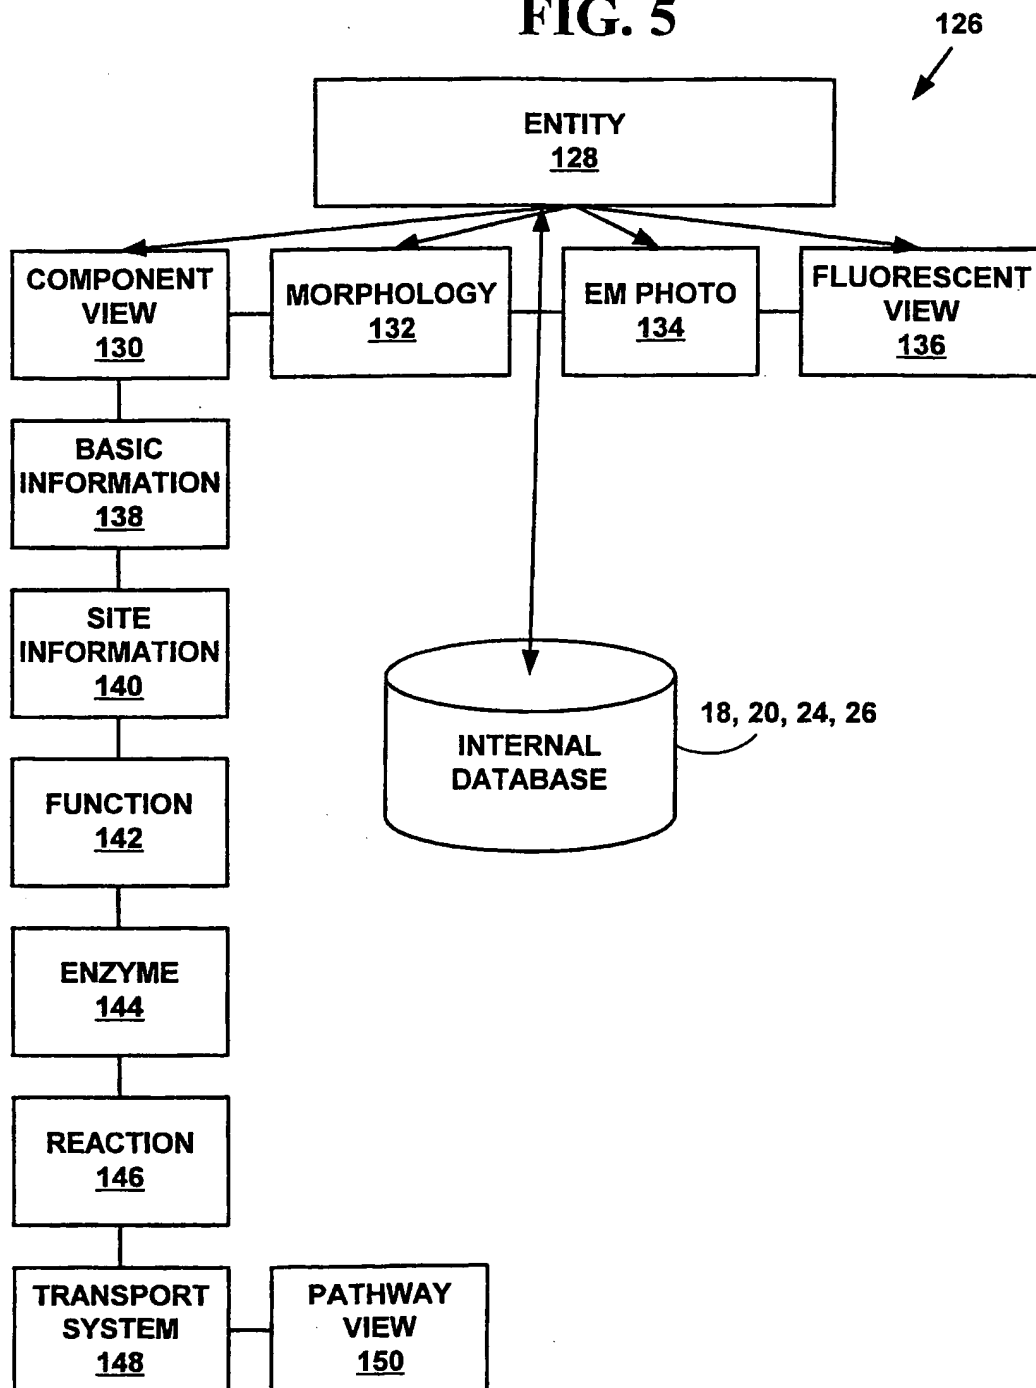 FIG. 5
126
ENTITY
128
COMPONENT
VIEW
130
MORPHOLOGY
132
EM PHOTO
134
FLUORESCENT
VIEW
136
BASIC
INFORMATION
138
SITE
INFORMATION
140
FUNCTION
142
ENZYME
144
REACTION
146
TRANSPORT
SYSTEM
148
PATHWAY
VIEW
150
INTERNAL
DATABASE
18, 20, 24, 26